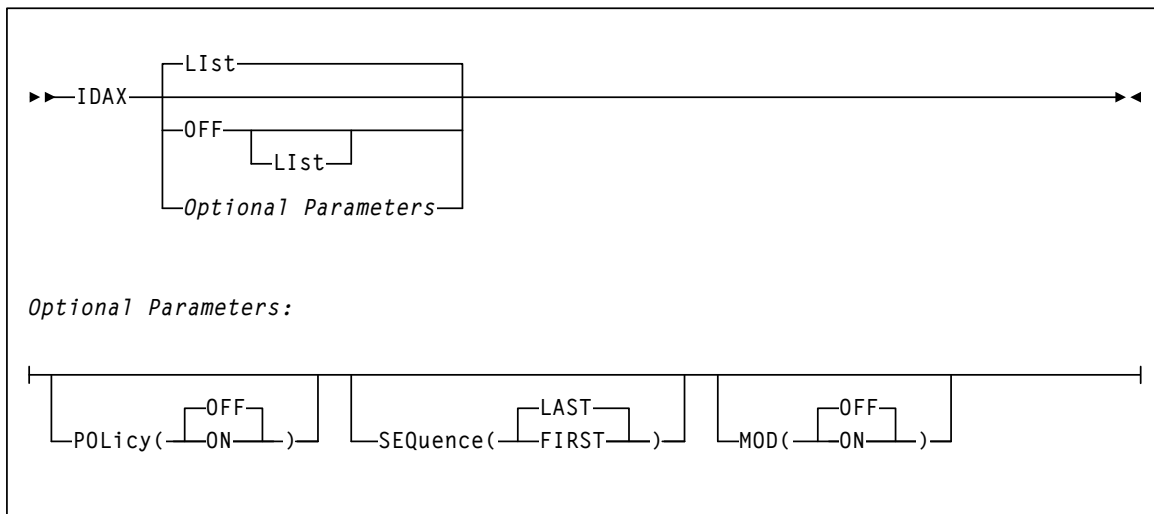 LIst
IDAX
OFF
LIst
Optional Parameters
Optional Parameters:
OFF LAST OFF
POLicy( ON ) SEQuence( FIRST ) MOD( ON )